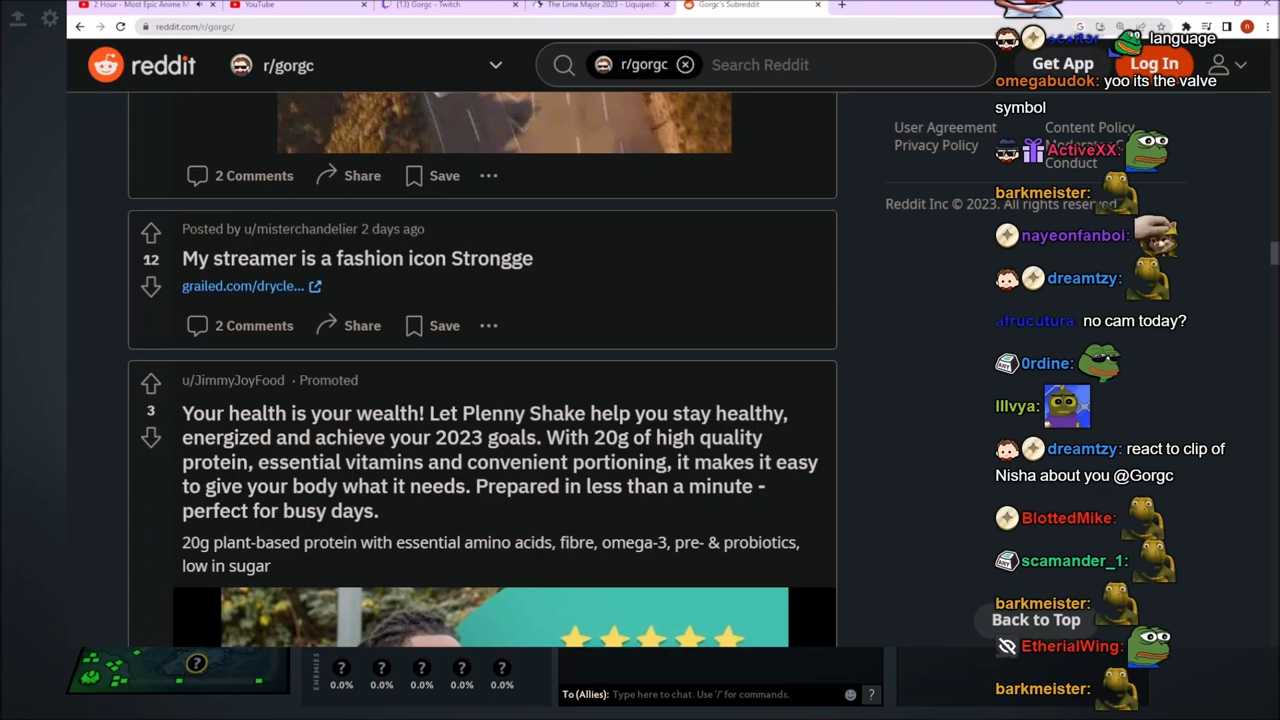 2 Hour - Most Epic Anime M
YouTube
(13) Gorgc - Twitch
The Lima Major 2023 - Liquipedi
Gorgc's Subreddit
reddit.com/r/gorgc/
reddit
r/gorgc
r/gorgc
Search Reddit
Get App
Log In
2 Comments
Share
Save
Posted by u/misterchandelier 2 days ago
12
My streamer is a fashion icon Strongge
grailed.com/drycle...
2 Comments
Share
Save
u/JimmyJoyFood · Promoted
3
Your health is your wealth! Let Plenny Shake help you stay healthy,
energized and achieve your 2023 goals. With 20g of high quality
protein, essential vitamins and convenient portioning, it makes it easy
to give your body what it needs. Prepared in less than a minute -
perfect for busy days.
20g plant-based protein with essential amino acids, fibre, omega-3, pre- & probiotics,
low in sugar
User Agreement
Privacy Policy
Content Policy
Conduct
Reddit Inc © 2023. All rights reserved
Back to Top
language
omegabudok: yoo its the valve
symbol
ActiveXX:
barkmeister:
nayeonfanboi:
dreamtzy:
afrucutura no cam today?
0rdine:
lllvya:
dreamtzy: react to clip of
Nisha about you @Gorgc
BlottedMike:
scamander_1:
barkmeister:
EtherialWing:
barkmeister:
ENEMIES
? ? ? ? ?
0.0% 0.0% 0.0% 0.0% 0.0%
To (Allies): Type here to chat. Use '/' for commands.
?